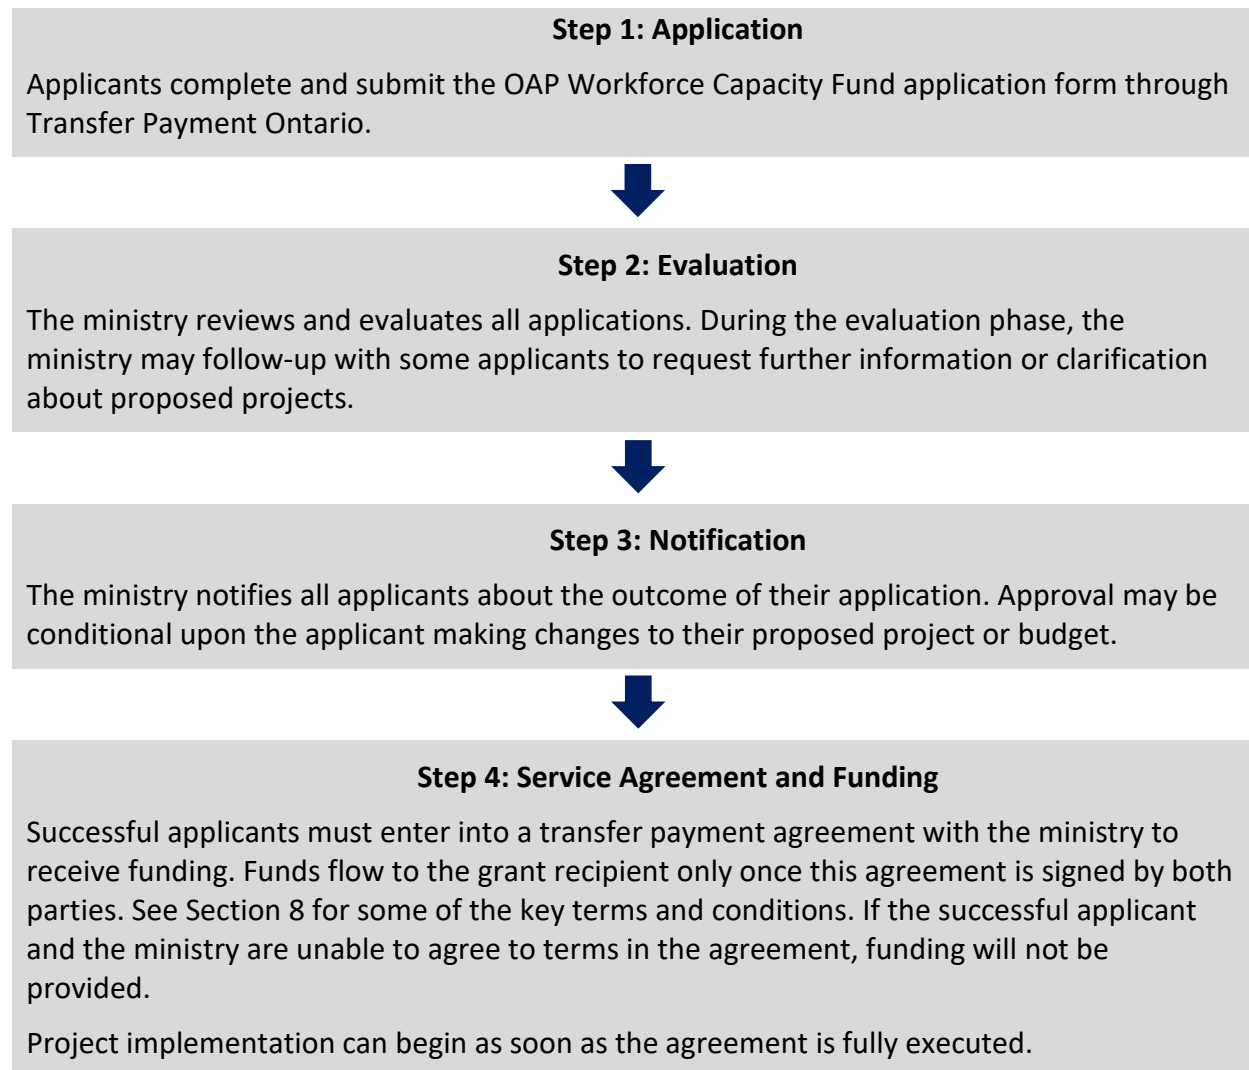 Step 1: Application
Applicants complete and submit the OAP Workforce Capacity Fund application form through
Transfer Payment Ontario.
Step 2: Evaluation
The ministry reviews and evaluates all applications. During the evaluation phase, the
ministry may follow-up with some applicants to request further information or clarification
about proposed projects.
Step 3: Notification
The ministry notifies all applicants about the outcome of their application. Approval may be
conditional upon the applicant making changes to their proposed project or budget.
Step 4: Service Agreement and Funding
Successful applicants must enter into a transfer payment agreement with the ministry to
receive funding. Funds flow to the grant recipient only once this agreement is signed by both
parties. See Section 8 for some of the key terms and conditions. If the successful applicant
and the ministry are unable to agree to terms in the agreement, funding will not be
provided.
Project implementation can begin as soon as the agreement is fully executed.